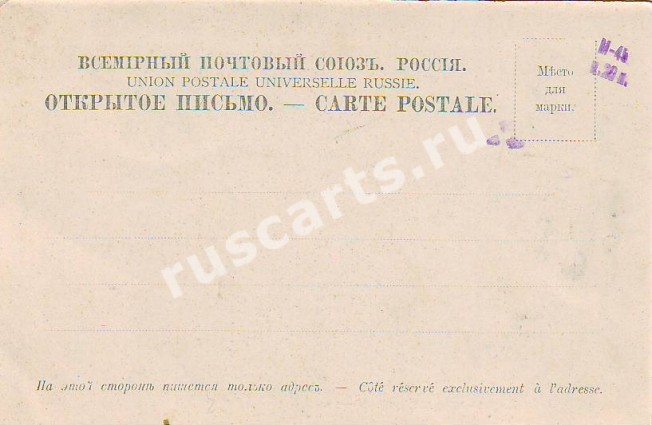 ВСЕМІРНЫЙ ПОЧТОВЫЙ СОЮЗЪ. РОССІЯ.
UNION POSTALE UNIVERSELLE RUSSIE.
ОТКРЫТОЕ ПИСЬМО. — CARTE POSTALE.
Мѣсто
для
марки.
ruscarts.ru
На этой сторонѣ пишется только адресъ. — Côté réservé exclusivement à l'adresse.